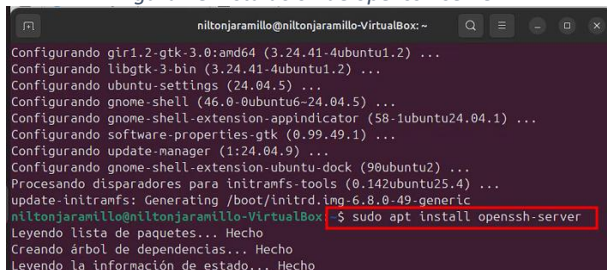 niltonjaramillo@niltonjaramillo-VirtualBox: ~
Configurando gir1.2-gtk-3.0:amd64 (3.24.41-4ubuntu1.2) ...
Configurando libgtk-3-bin (3.24.41-4ubuntu1.2) ...
Configurando ubuntu-settings (24.04.5) ...
Configurando gnome-shell (46.0-0ubuntu6~24.04.5) ...
Configurando gnome-shell-extension-appindicator (58-1ubuntu24.04.1) ...
Configurando software-properties-gtk (0.99.49.1) ...
Configurando update-manager (1:24.04.9) ...
Configurando gnome-shell-extension-ubuntu-dock (90ubuntu2) ...
Procesando disparadores para initramfs-tools (0.142ubuntu25.4) ...
update-initramfs: Generating /boot/initrd.img-6.8.0-49-generic
niltonjaramillo@niltonjaramillo-VirtualBox:~$ sudo apt install openssh-server
Leyendo lista de paquetes... Hecho
Creando árbol de dependencias... Hecho
Leyendo la información de estado... Hecho